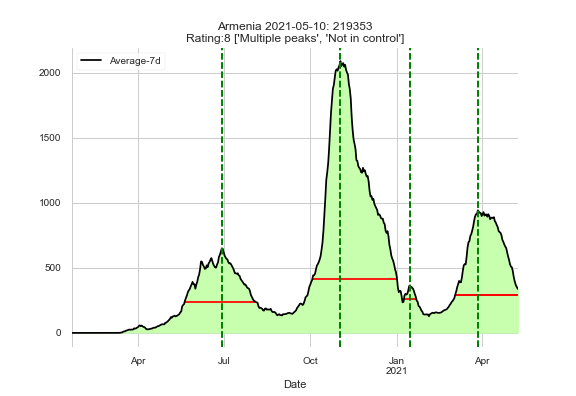 Armenia 2021-05-10: 219353
Rating:8 ['Multiple peaks', 'Not in control']
Average-7d
2000
1500
1000
500
0
Apr
Jul
Oct
Jan
2021
Apr
Date